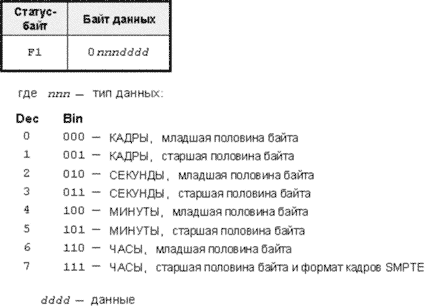 Статус-байт Байт данных
F1 0nnndddd
где nnn – тип данных:
Dec Bin
0 000 – КАДРЫ, младшая половина байта
1 001 – КАДРЫ, старшая половина байта
2 010 – СЕКУНДЫ, младшая половина байта
3 011 – СЕКУНДЫ, старшая половина байта
4 100 – МИНУТЫ, младшая половина байта
5 101 – МИНУТЫ, старшая половина байта
6 110 – ЧАСЫ, младшая половина байта
7 111 – ЧАСЫ, старшая половина байта и формат кадров SMPTE
dddd – данные